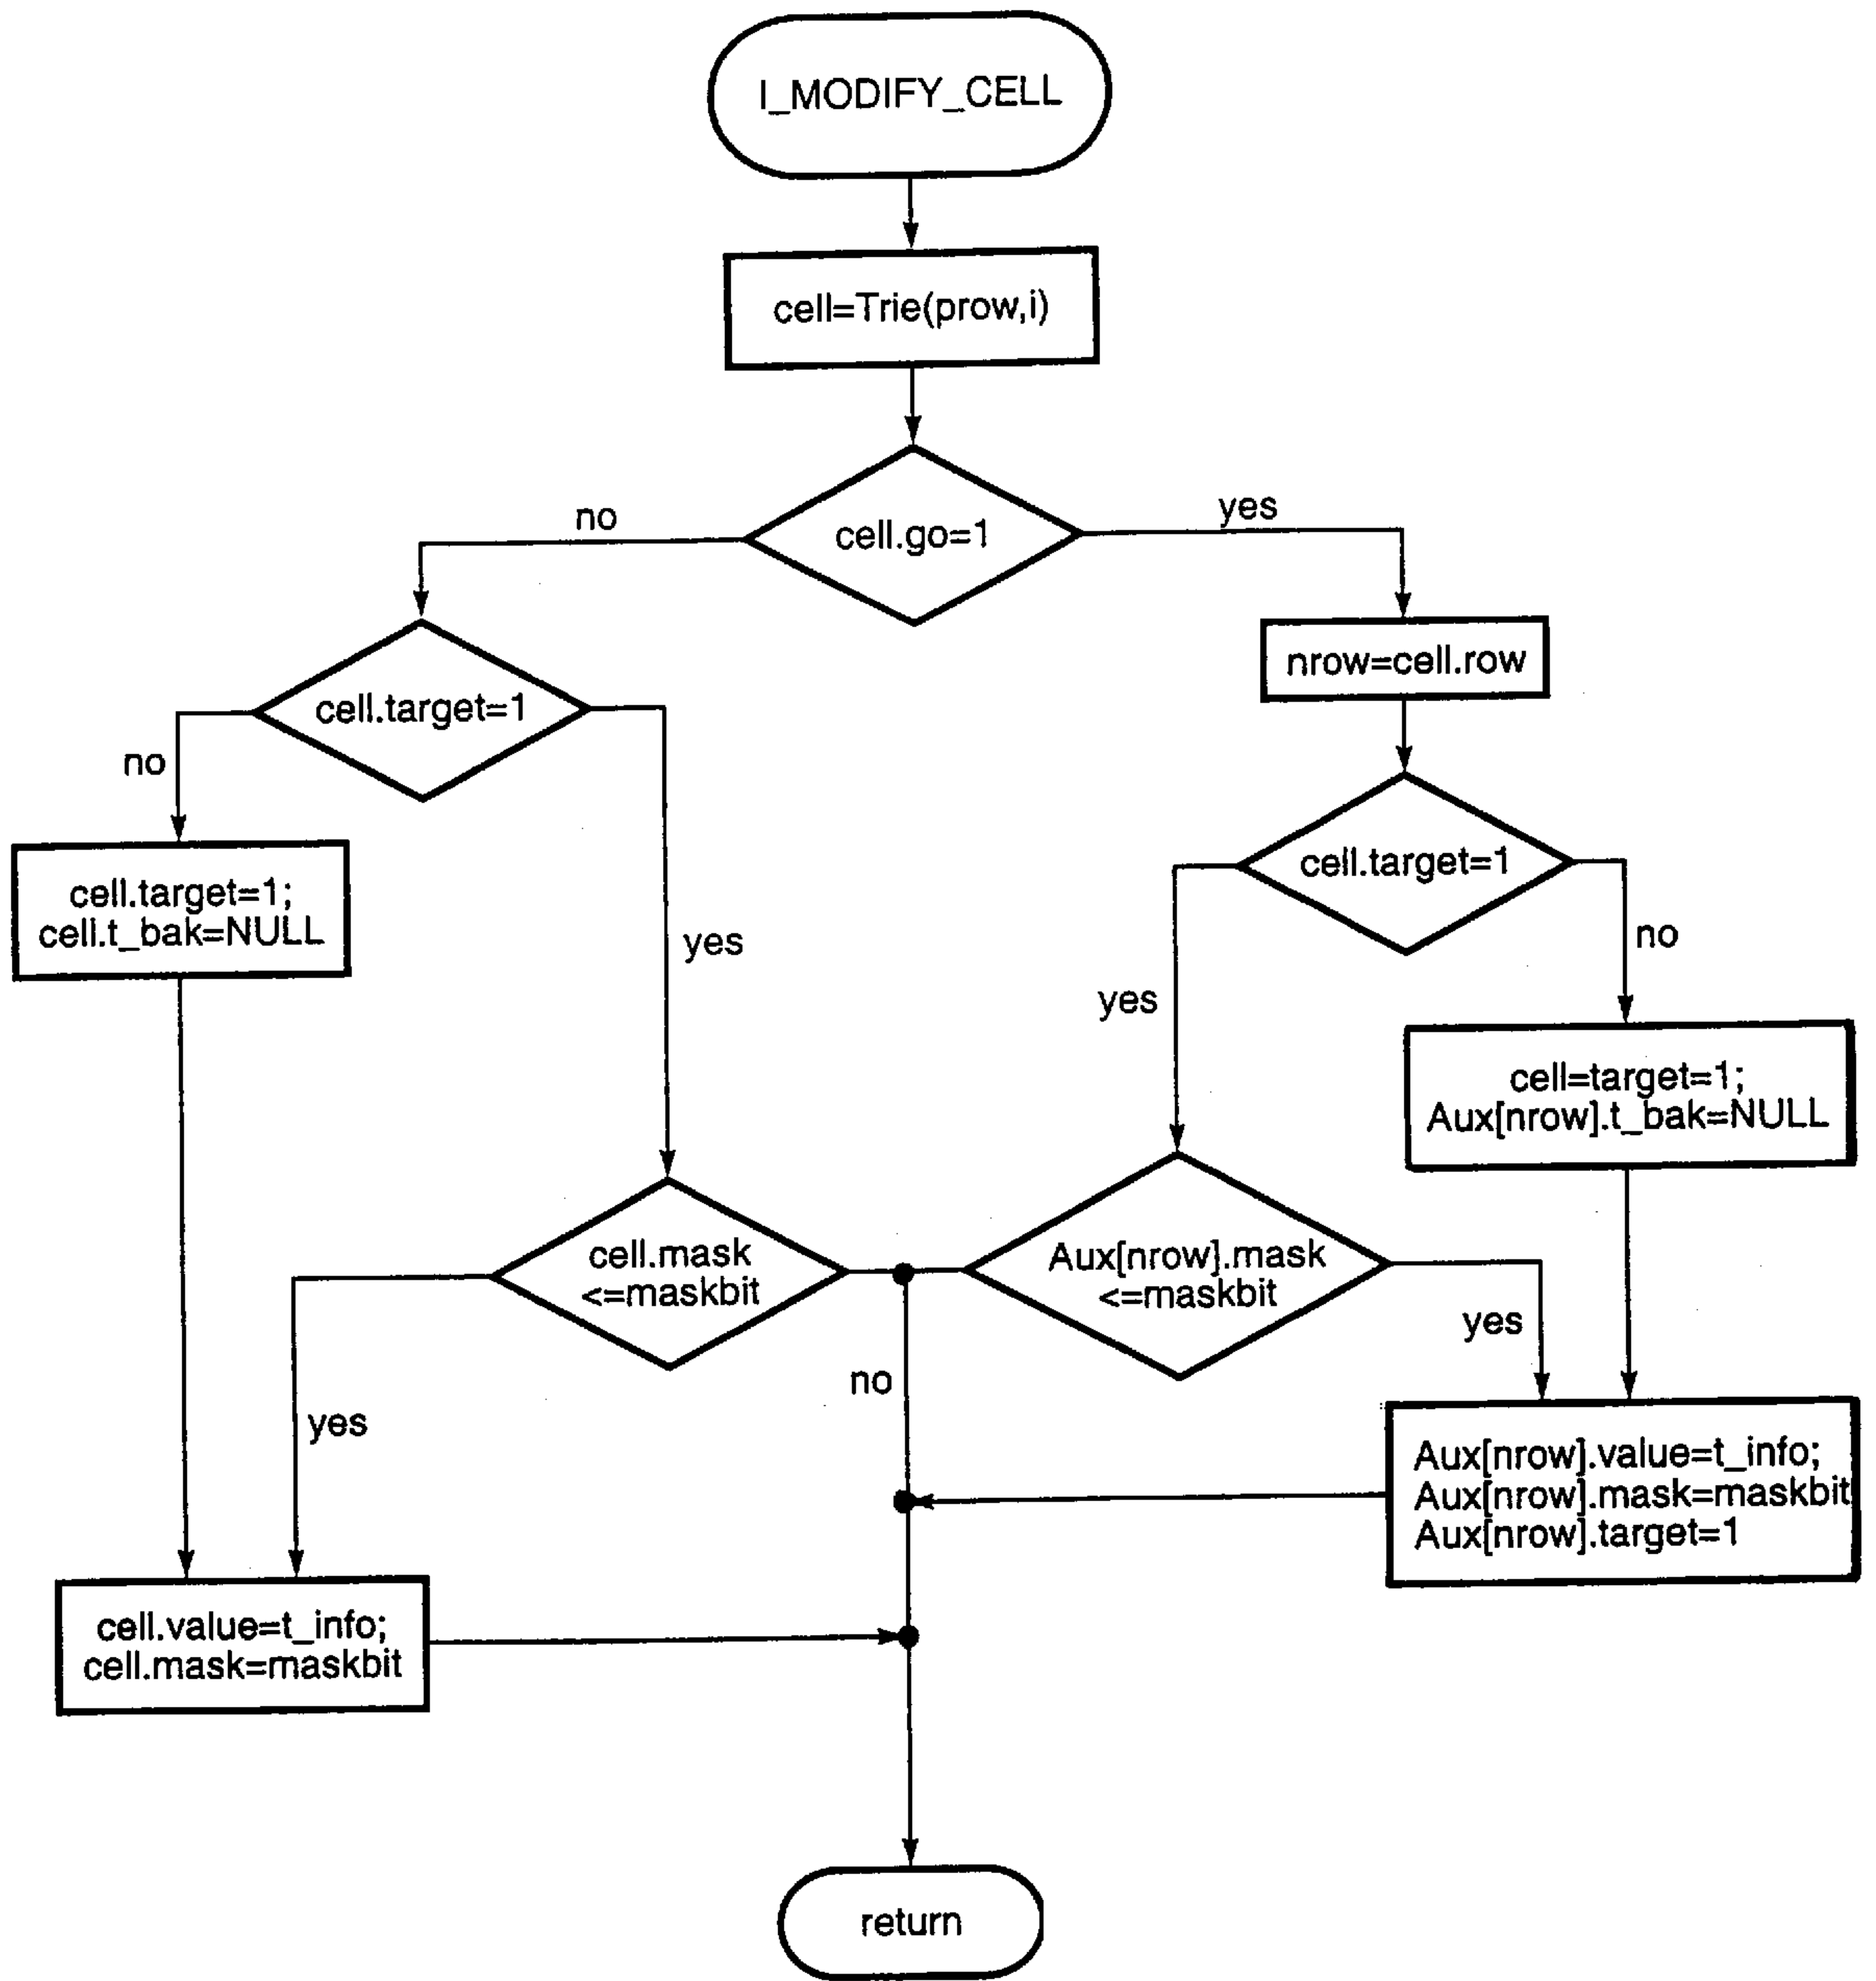 I_MODIFY_CELL
cell=Trie(prow,i)
cell.go=1
no
yes
nrow=cell.row
cell.target=1
no
yes
cell.target=1;
cell.t_bak=NULL
cell.target=1
yes
no
cell=target=1;
Aux[nrow].t_bak=NULL
cell.mask
<=maskbit
Aux[nrow].mask
<=maskbit
yes
no
yes
Aux[nrow].value=t_info;
Aux[nrow].mask=maskbit
Aux[nrow].target=1
cell.value=t_info;
cell.mask=maskbit
return